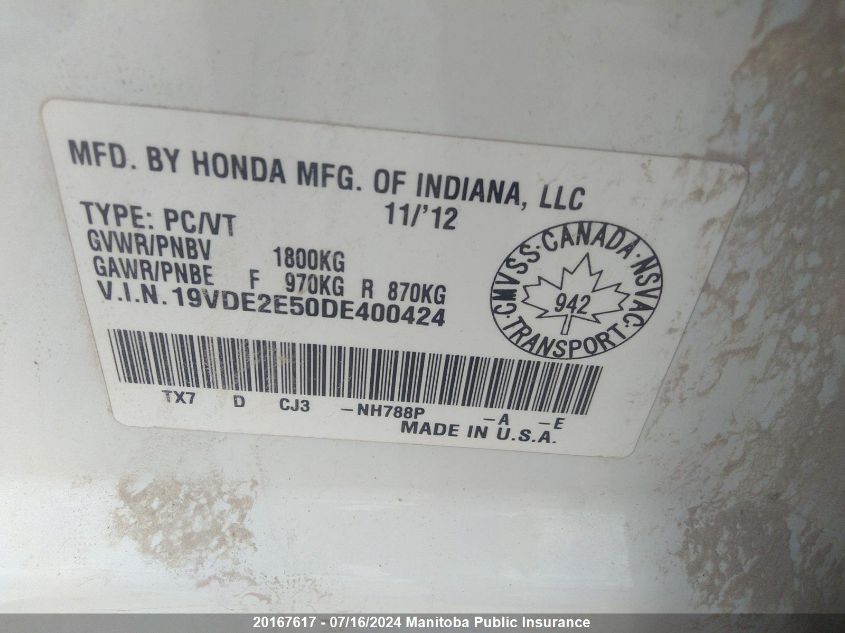 MFD. BY HONDA MFG. OF INDIANA, LLC
11/'12
TYPE: PC/VT
GVWR/PNBV 1800KG
GAWR/PNBE F 970KG R 870KG
V.I.N. 19VDE2E50DE400424
CMVSS · CANADA · NSVAC · TRANSPORT ·
942
TX7 D CJ3 -NH788P -A -E
MADE IN U.S.A.
20167617 - 07/16/2024 Manitoba Public Insurance